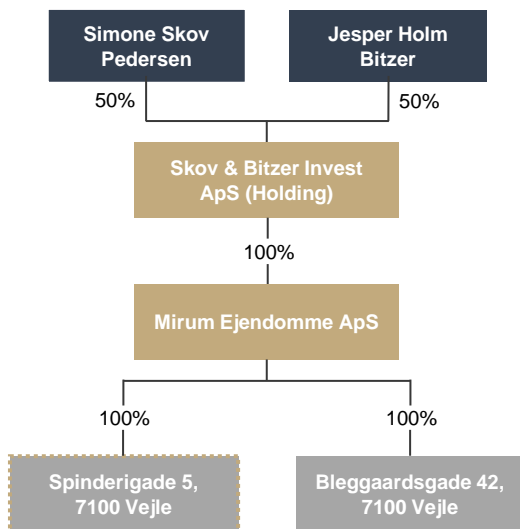 Simone Skov
Pedersen
Jesper Holm
Bitzer
50%
50%
Skov & Bitzer Invest
ApS (Holding)
100%
Mirum Ejendomme ApS
100%
100%
Spinderigade 5,
7100 Vejle
Bleggaardsgade 42,
7100 Vejle